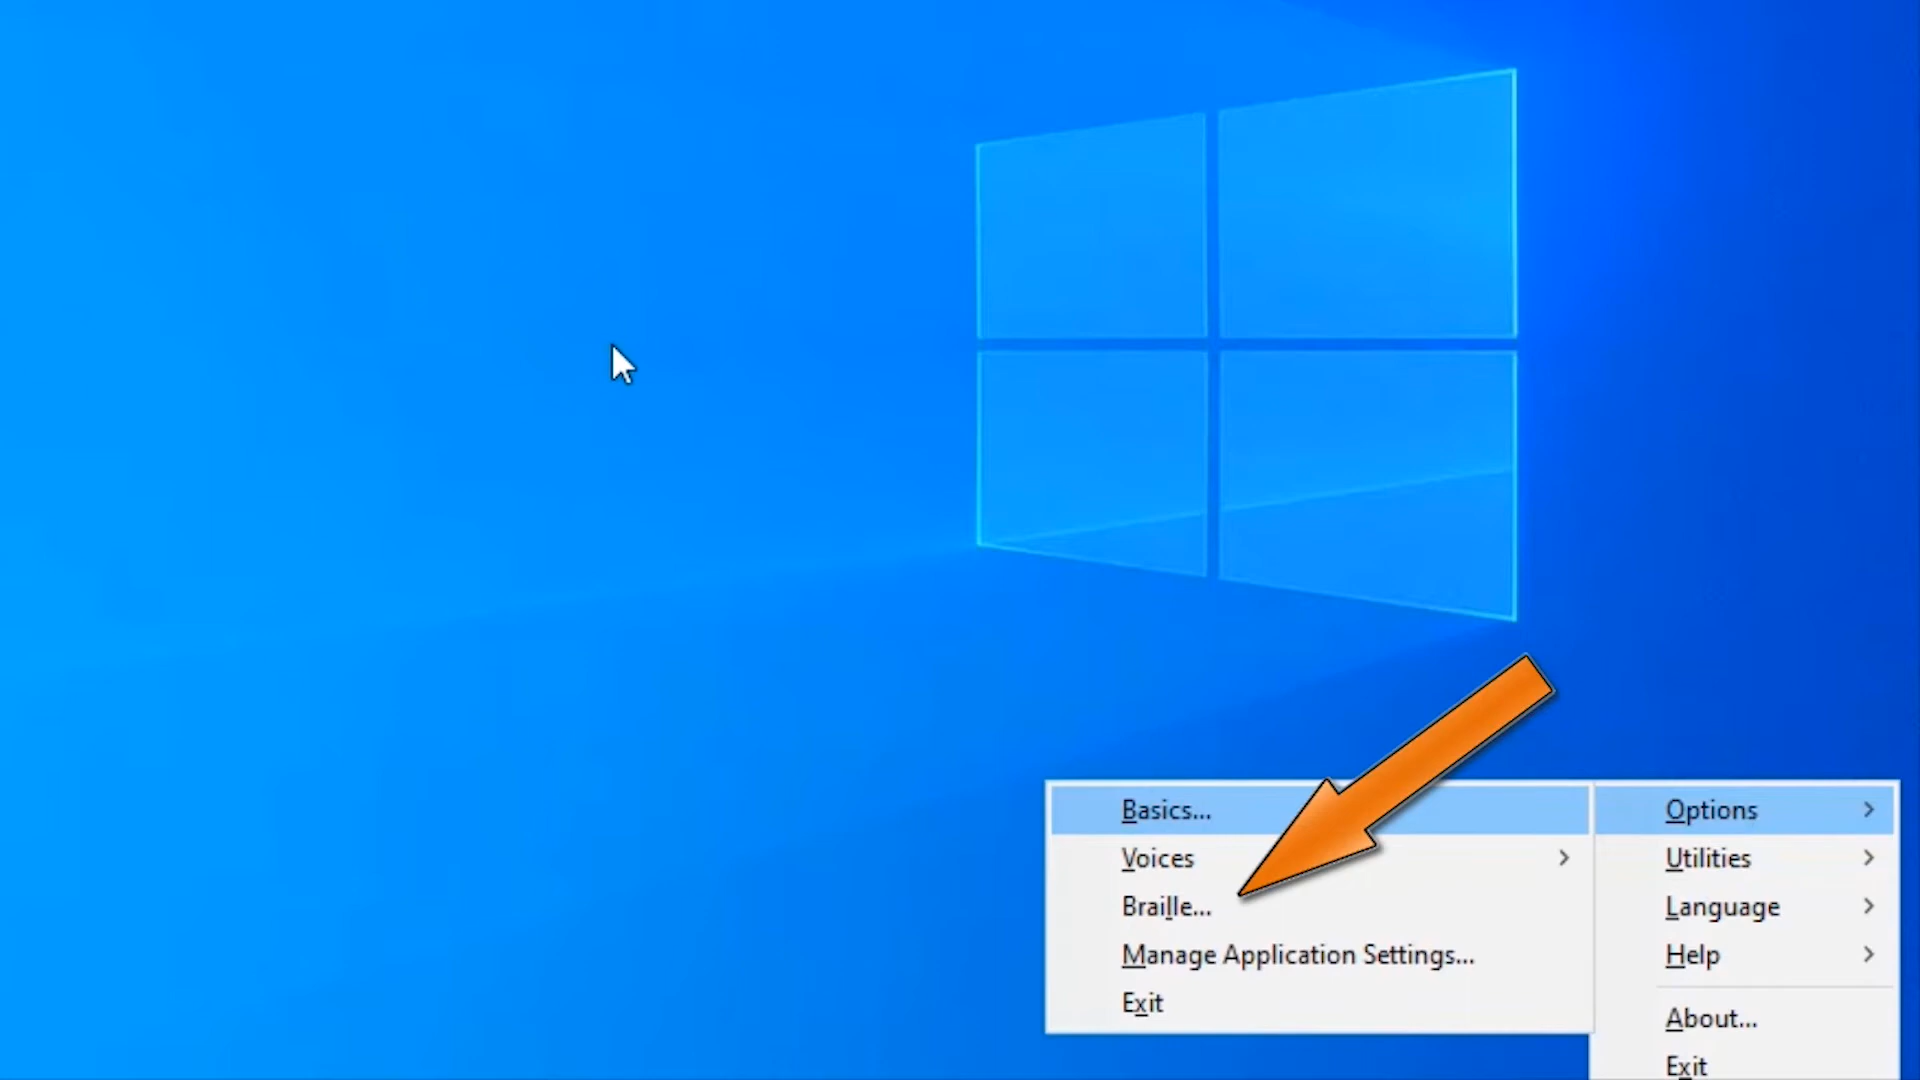 Basics...
Voices
Braille...
Manage Application Settings...
Exit
Options
Utilities
Language
Help
About...
Exit